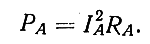 P_A = I_A^2 R_A.